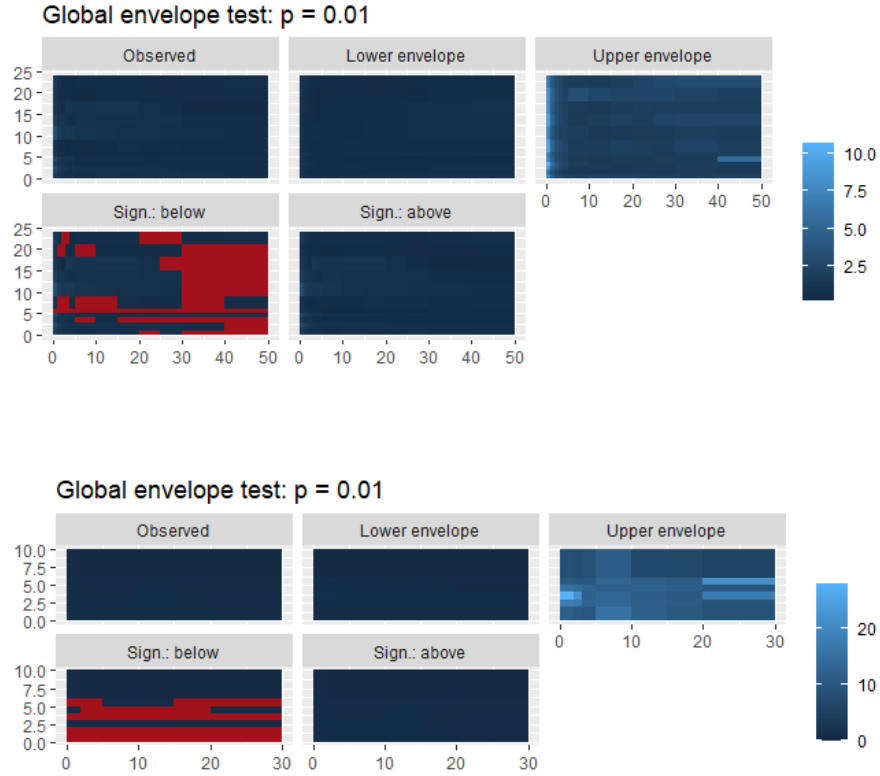 Global envelope test: p = 0.01
Observed Lower envelope Upper envelope
25
20
15
10
5
0
0 10 20 30 40 50
10.0
7.5
5.0
2.5
Sign.: below Sign.: above
25
20
15
10
5
0
0 10 20 30 40 50 0 10 20 30 40 50
Global envelope test: p = 0.01
Observed Lower envelope Upper envelope
10.0
7.5
5.0
2.5
0.0
0 10 20 30
20
10
0
Sign.: below Sign.: above
10.0
7.5
5.0
2.5
0.0
0 10 20 30 0 10 20 30